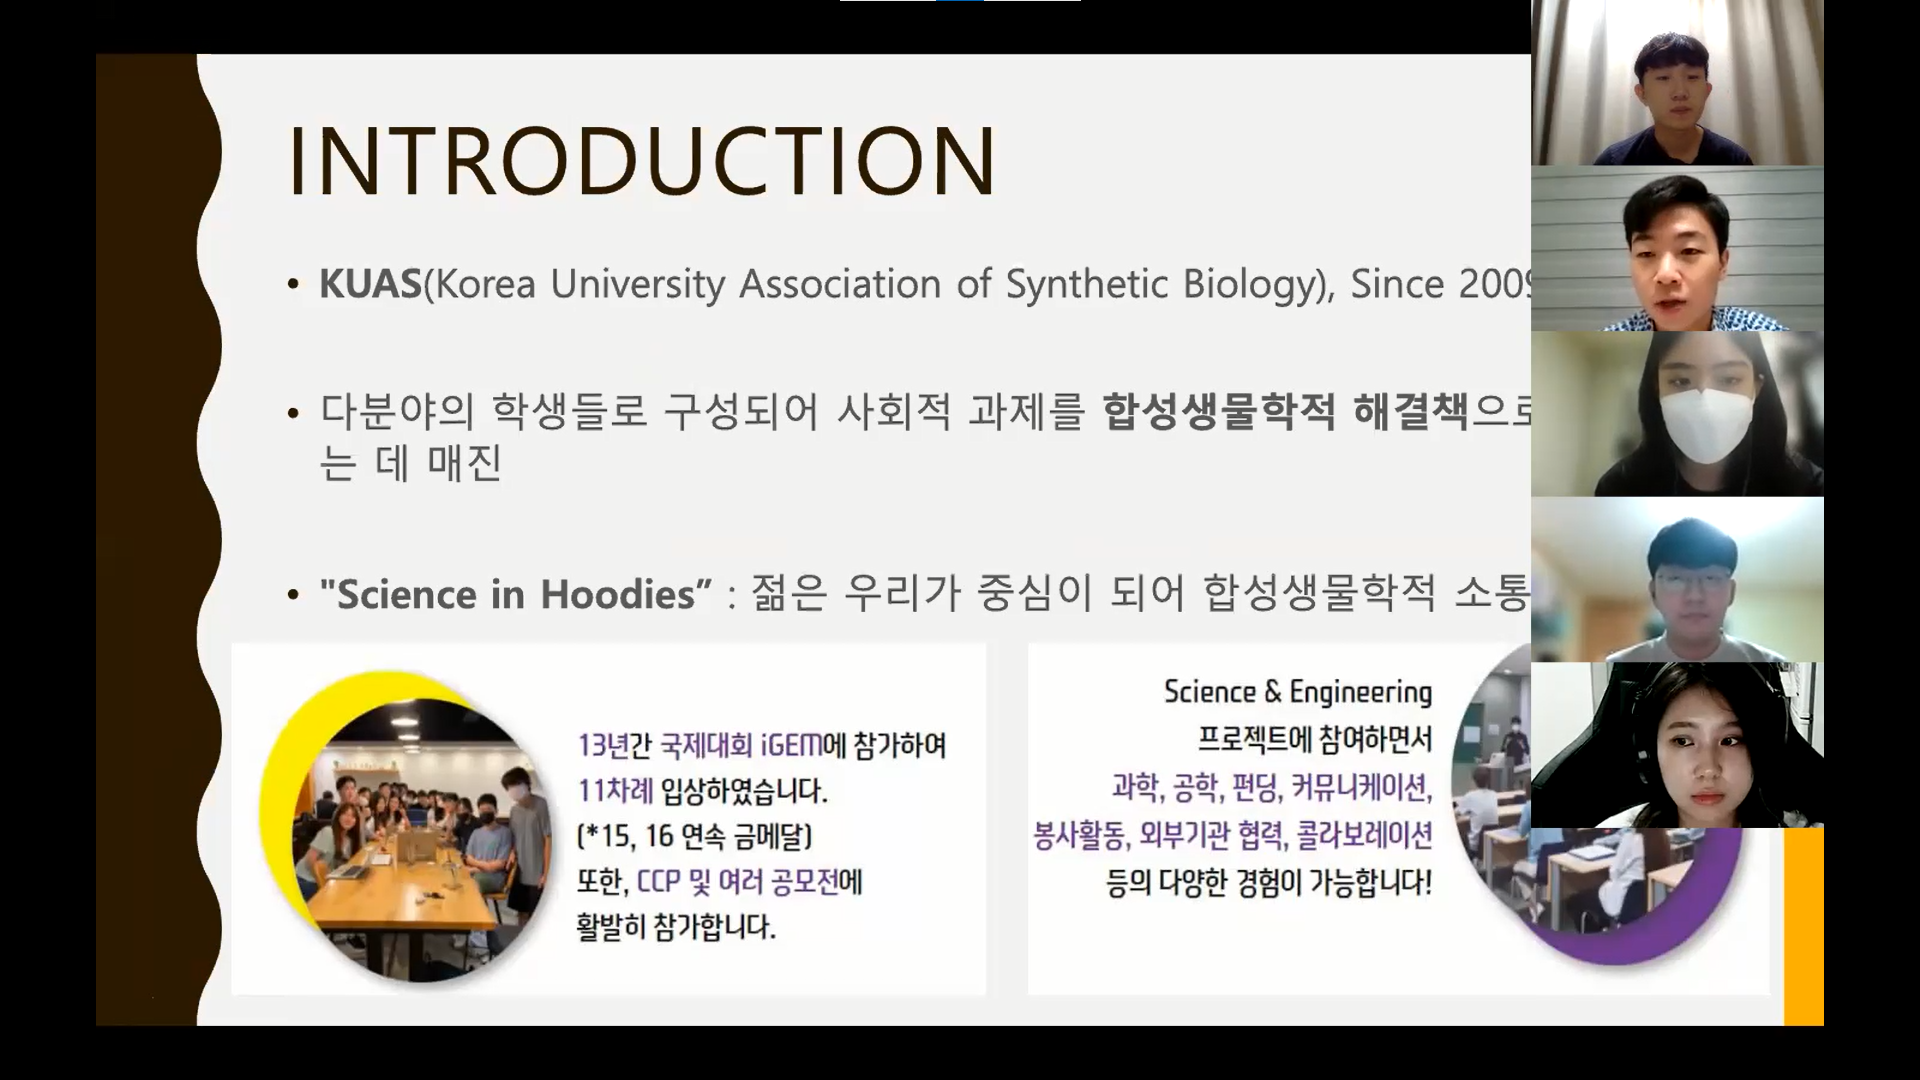 INTRODUCTION
• KUAS(Korea University Association of Synthetic Biology), Since 2009
• 다분야의 학생들로 구성되어 사회적 과제를 합성생물학적 해결책으로
는 데 매진
• "Science in Hoodies” : 젊은 우리가 중심이 되어 합성생물학적 소통
13년간 국제대회 iGEM에 참가하여
11차례 입상하였습니다.
(*15, 16 연속 금메달)
또한, CCP 및 여러 공모전에
활발히 참가합니다.
Science & Engineering
프로젝트에 참여하면서
과학, 공학, 펀딩, 커뮤니케이션,
봉사활동, 외부기관 협력, 콜라보레이션
등의 다양한 경험이 가능합니다!